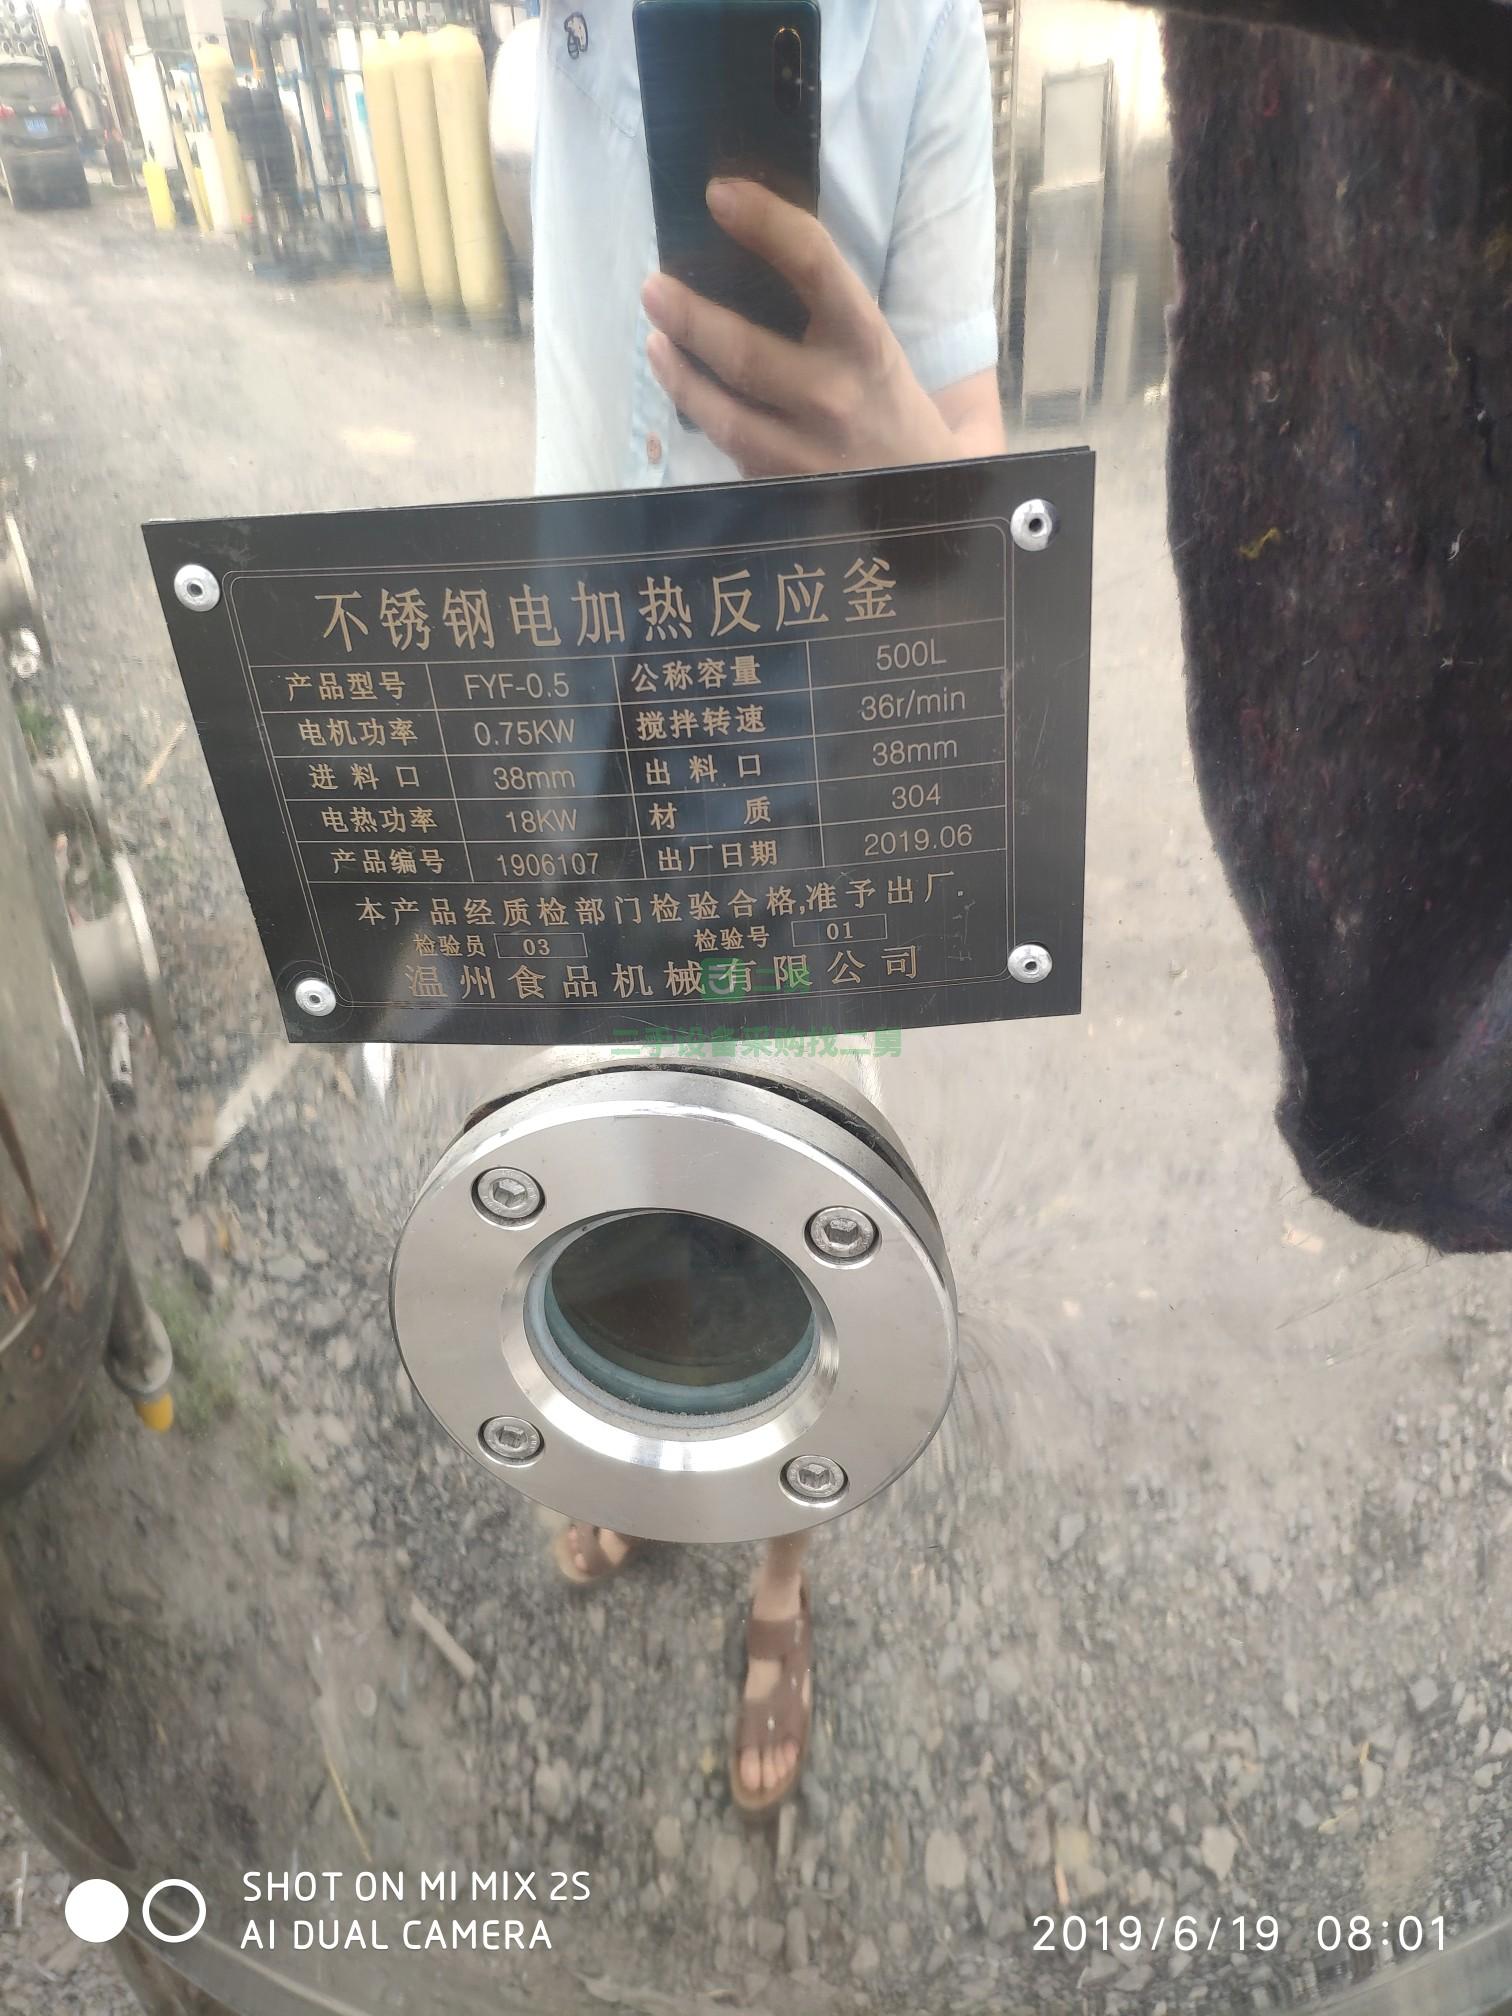 不锈钢电加热反应釜
产品型号 FYF-0.5 公称容量 500L
电机功率 0.75KW 搅拌转速 36r/min
进料口 38mm 出料口 38mm
电热功率 18KW 材质 304
产品编号 1906107 出厂日期 2019.06
本产品经质检部门检验合格,准予出厂.
检验员 03 检验号 01
温州食品机械有限公司
二手设备采购找二舅
SHOT ON MI MIX 2S
AI DUAL CAMERA
2019/6/19 08:01